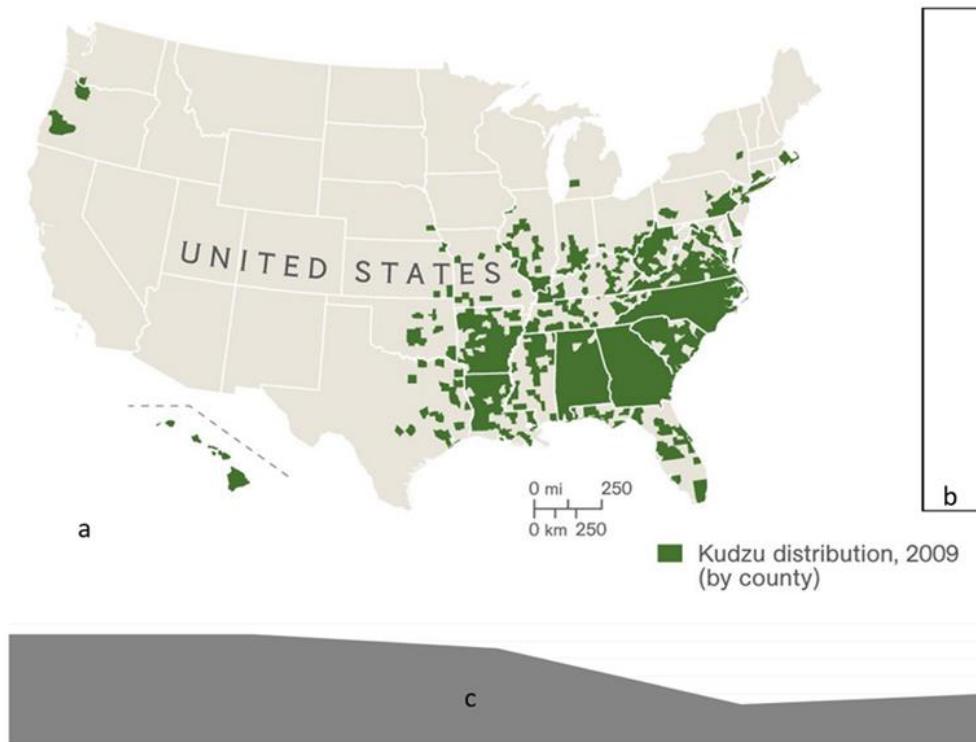 UNITED STATES
0 mi 250
0 km 250
a
b
Kudzu distribution, 2009
(by county)
c